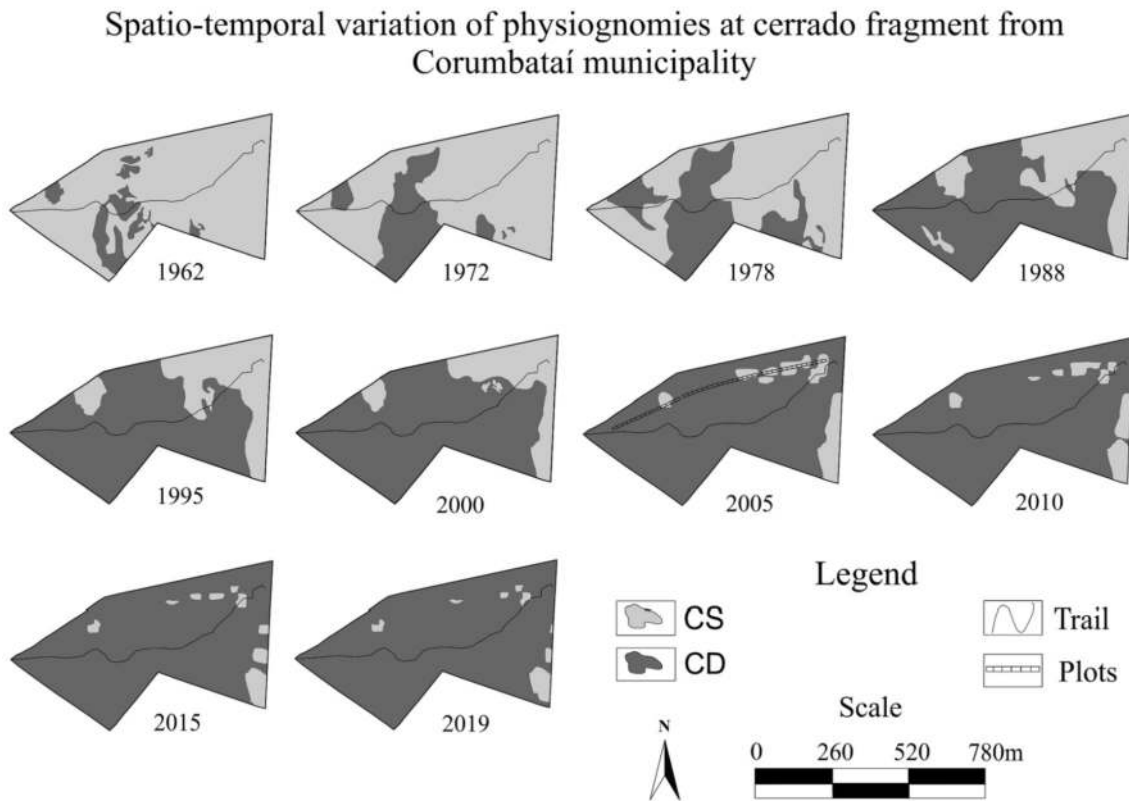 Spatio-temporal variation of physiognomies at cerrado fragment from
Corumbataí municipality
1962
1972
1978
1988
1995
2000
2005
2010
2015
2019
Legend
CS
CD
Trail
Plots
N
Scale
0 260 520 780m